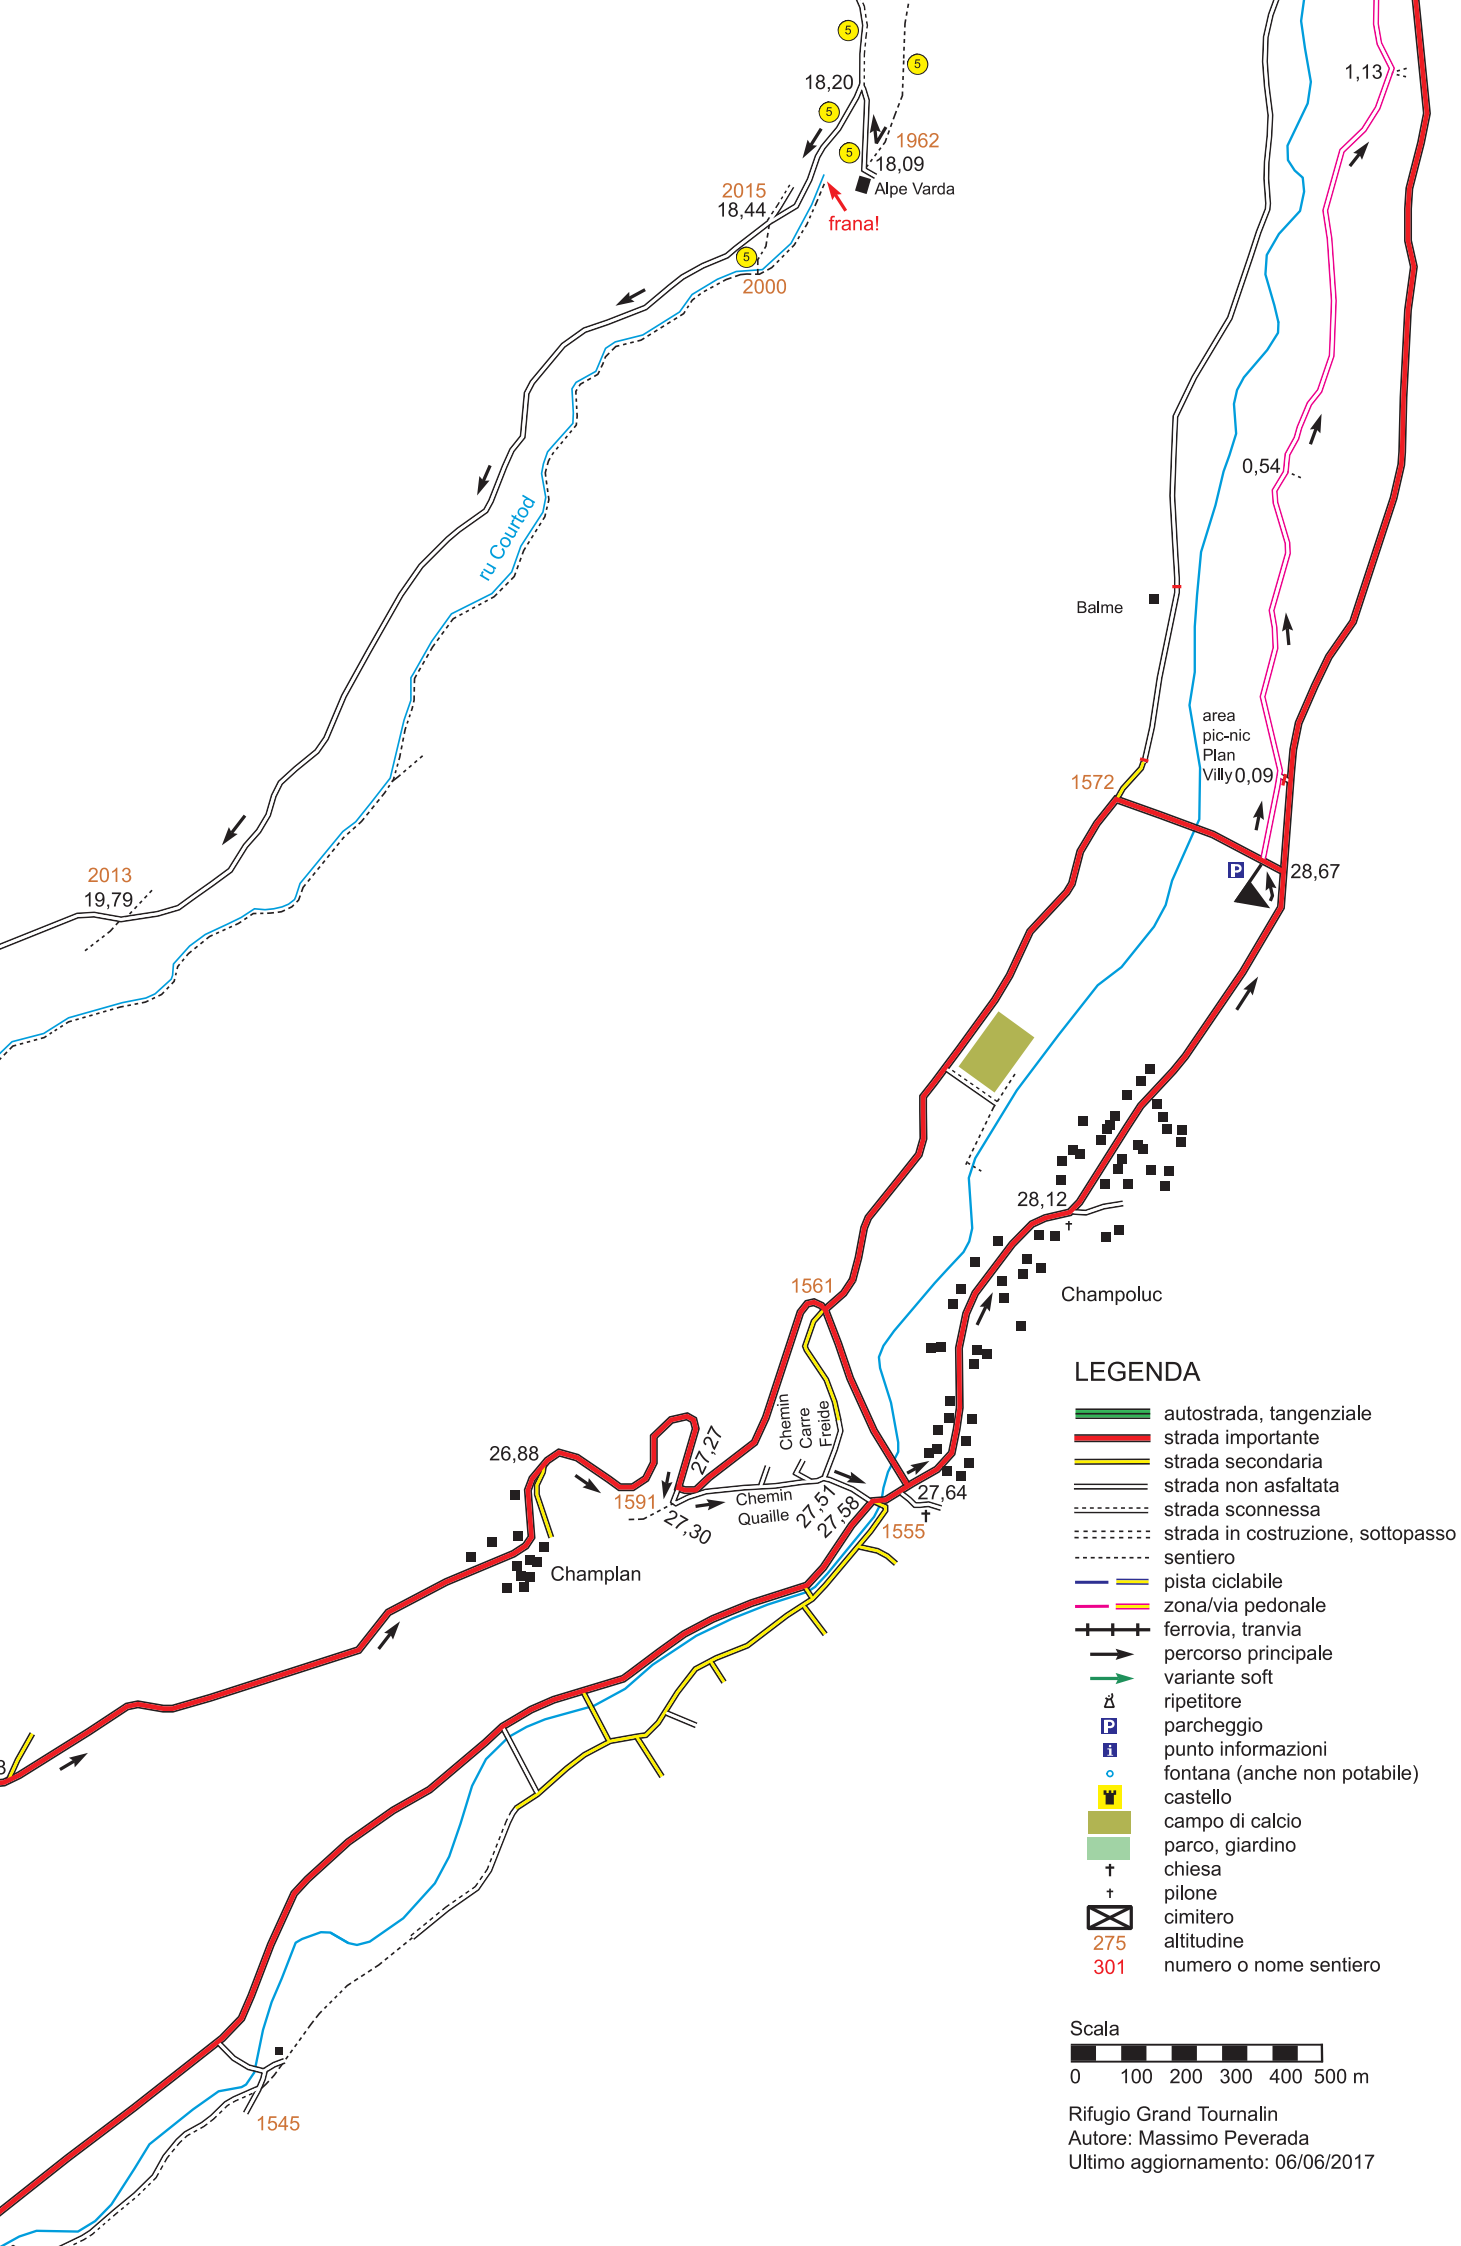 5
5
18,20
5
1,13
5
1962
18,09
Alpe Varda
2015
18,44
frana!
5
2000
0,54
ru Courtod
Balme
area
pic-nic
Plan
Villy
0,09
1572
P
28,67
2013
19,79
28,12
1561
Champoluc
Chemin
Carre
Freide
27,27
26,88
1591
27,30
Chemin
Quaille
27,51
27,58
27,64
1555
Champlan
1545
LEGENDA
autostrada, tangenziale
strada importante
strada secondaria
strada non asfaltata
strada sconnessa
strada in costruzione, sottopasso
sentiero
pista ciclabile
zona/via pedonale
ferrovia, tranvia
percorso principale
variante soft
ripetitore
P parcheggio
i punto informazioni
fontana (anche non potabile)
castello
campo di calcio
parco, giardino
chiesa
pilone
cimitero
275 altitudine
301 numero o nome sentiero
Scala
0 100 200 300 400 500 m
Rifugio Grand Tournalin
Autore: Massimo Peverada
Ultimo aggiornamento: 06/06/2017